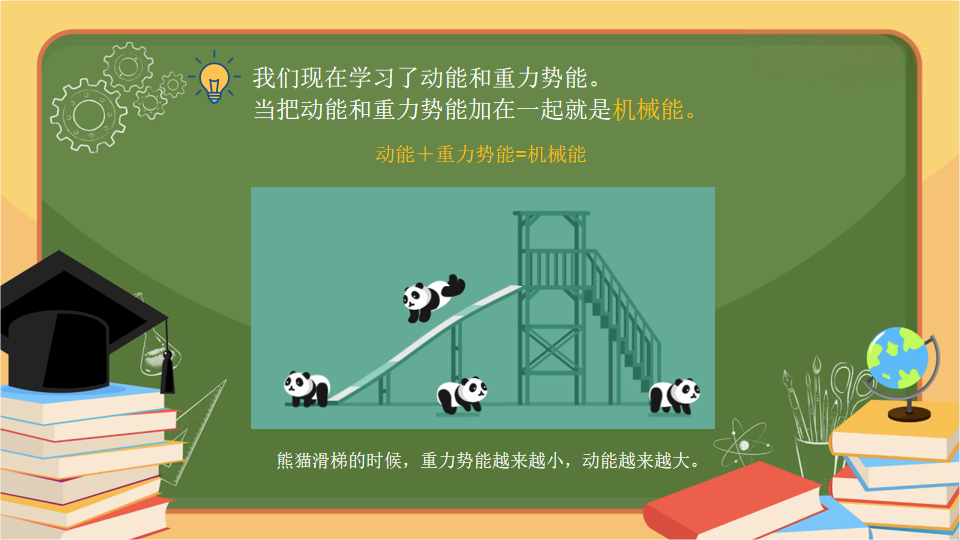 我们现在学习了动能和重力势能。
当把动能和重力势能加在一起就是机械能。
动能＋重力势能=机械能
熊猫滑梯的时候，重力势能越来越小，动能越来越大。